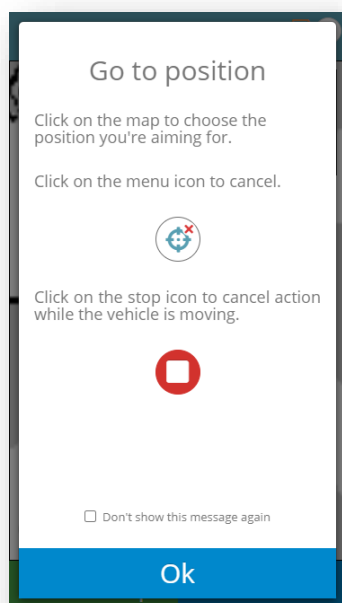 Go to position
Click on the map to choose the
position you're aiming for.
Click on the menu icon to cancel.
Click on the stop icon to cancel action
while the vehicle is moving.
Don't show this message again
Ok